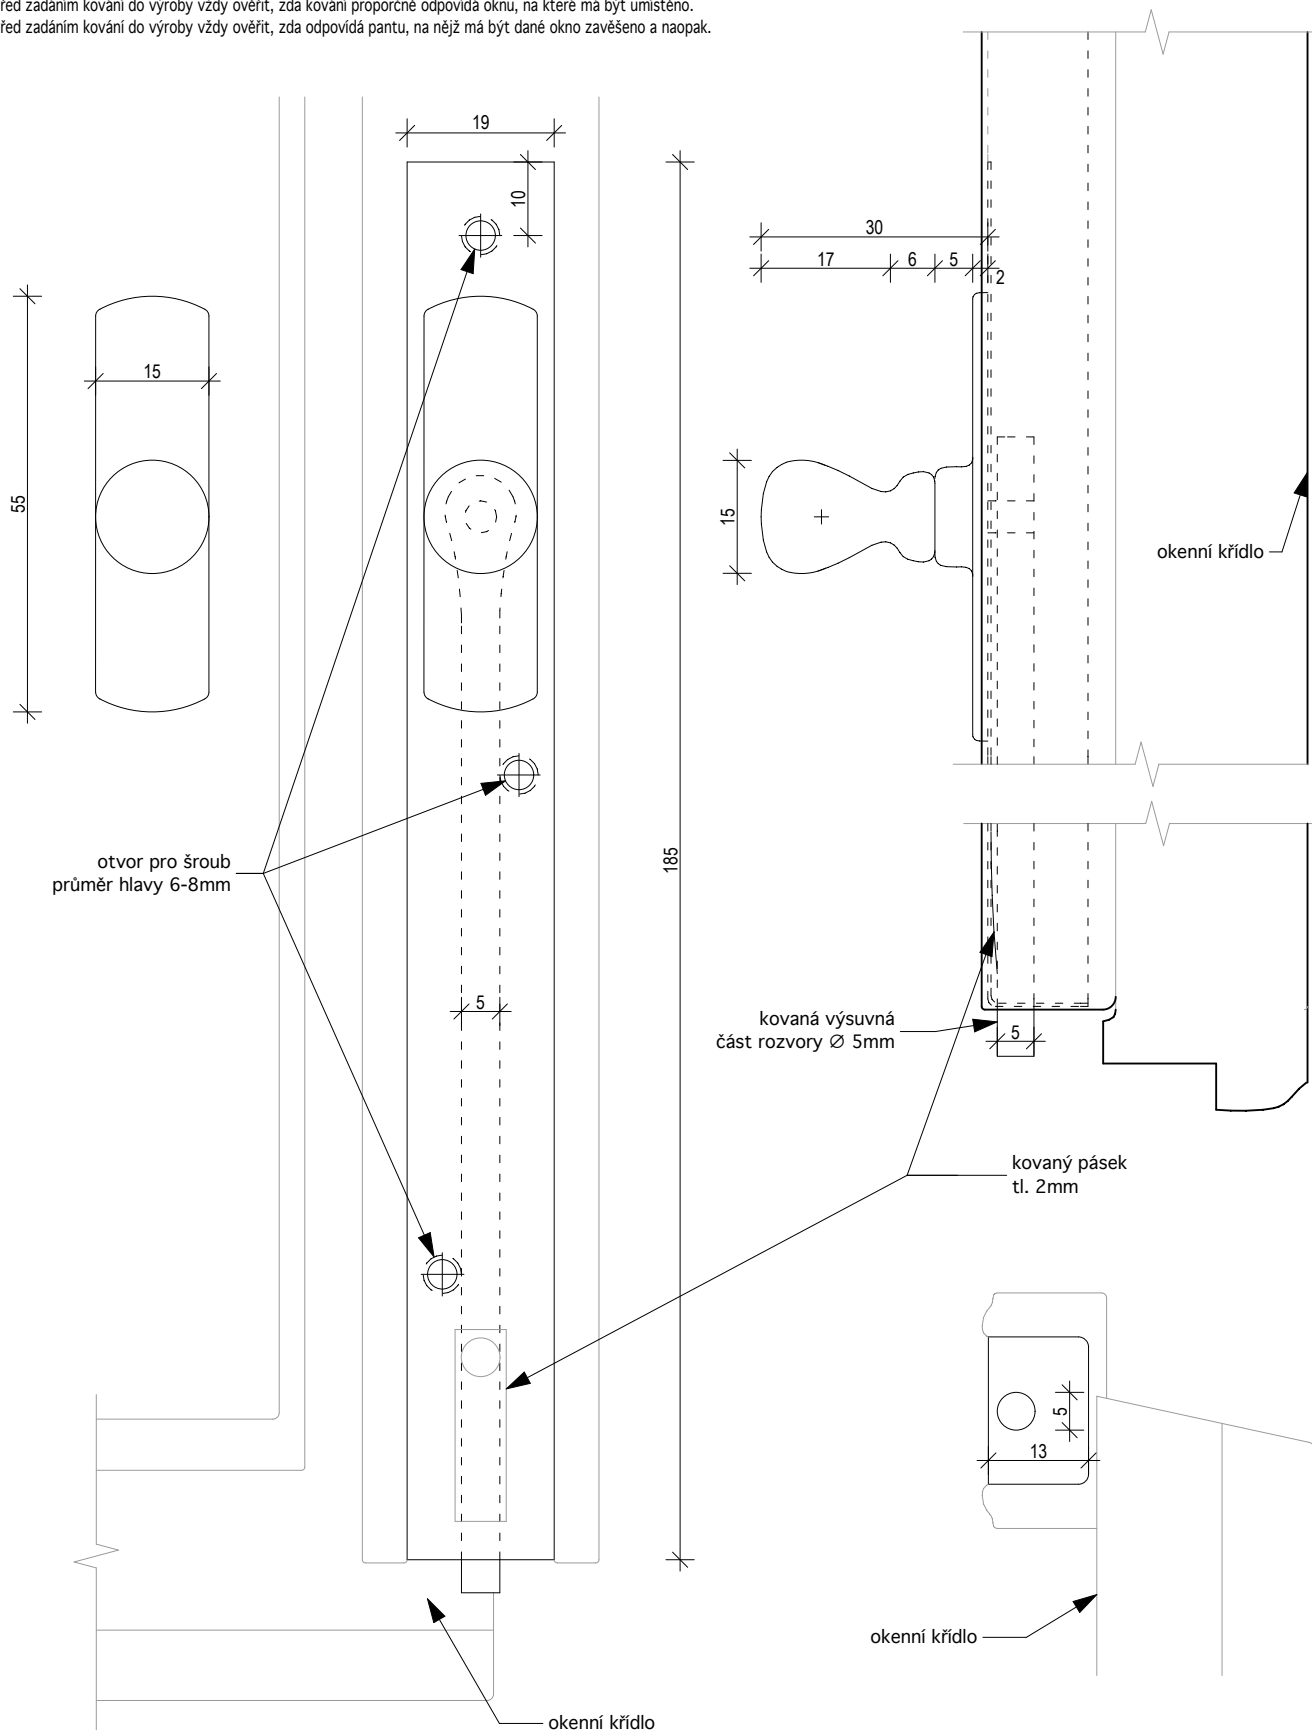 řed zadáním kování do výroby vždy ověřit, zda kování proporčně odpovídá oknu, na které má být umístěno.
řed zadáním kování do výroby vždy ověřit, zda odpovídá pantu, na nějž má být dané okno zavěšeno a naopak.
19
10
30
17
6
5
2
15
55
15
okenní křídlo
otvor pro šroub
průměr hlavy 6-8mm
185
5
kovaná výsuvná
část rozvory Ø 5mm
5
kovaný pásek
tl. 2mm
5
13
okenní křídlo
okenní křídlo